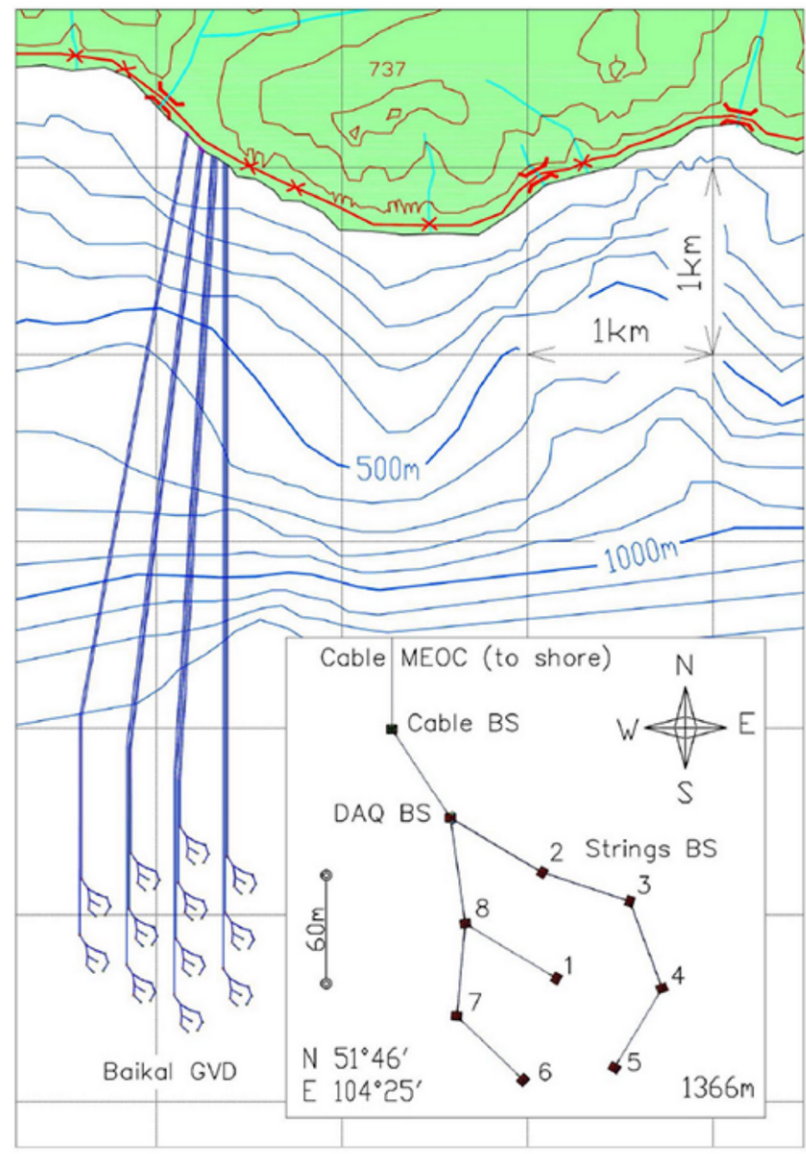 737
1km
1km
500m
1000m
Cable MEOC (to shore)
N
W E
S
Cable BS
DAQ BS
Strings BS
2
3
8
60m
1
4
7
5
6
N 51°46′
E 104°25′
1366m
Baikal GVD